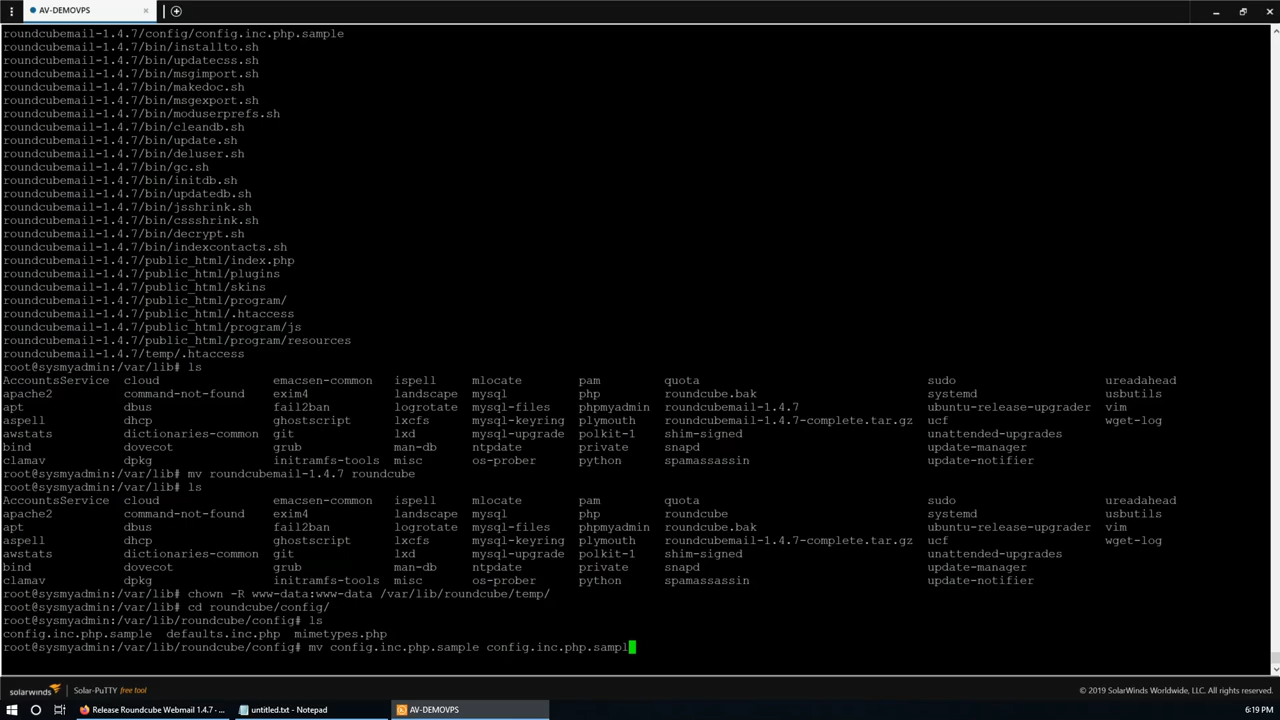 AV-DEMOVPS
roundcubemail-1.4.7/config/config.inc.php.sample
roundcubemail-1.4.7/bin/installto.sh
roundcubemail-1.4.7/bin/updatecss.sh
roundcubemail-1.4.7/bin/msgimport.sh
roundcubemail-1.4.7/bin/makedoc.sh
roundcubemail-1.4.7/bin/msgexport.sh
roundcubemail-1.4.7/bin/moduserprefs.sh
roundcubemail-1.4.7/bin/cleandb.sh
roundcubemail-1.4.7/bin/update.sh
roundcubemail-1.4.7/bin/deluser.sh
roundcubemail-1.4.7/bin/gc.sh
roundcubemail-1.4.7/bin/initdb.sh
roundcubemail-1.4.7/bin/updatedb.sh
roundcubemail-1.4.7/bin/jsshrink.sh
roundcubemail-1.4.7/bin/cssshrink.sh
roundcubemail-1.4.7/bin/decrypt.sh
roundcubemail-1.4.7/bin/indexcontacts.sh
roundcubemail-1.4.7/public_html/index.php
roundcubemail-1.4.7/public_html/plugins
roundcubemail-1.4.7/public_html/skins
roundcubemail-1.4.7/public_html/program/
roundcubemail-1.4.7/public_html/.htaccess
roundcubemail-1.4.7/public_html/program/js
roundcubemail-1.4.7/public_html/program/resources
roundcubemail-1.4.7/temp/.htaccess
root@sysmyadmin:/var/lib# ls
AccountsService cloud emacsen-common ispell mlocate pam quota sudo ureadahead
apache2 command-not-found exim4 landscape mysql php roundcube.bak systemd usbutils
apt dbus fail2ban logrotate mysql-files phpmyadmin roundcubemail-1.4.7 ubuntu-release-upgrader vim
aspell dhcp ghostscript lxcfs mysql-keyring plymouth roundcubemail-1.4.7-complete.tar.gz ucf wget-log
awstats dictionaries-common git lxd mysql-upgrade polkit-1 shim-signed unattended-upgrades
bind dovecot grub man-db ntpdate private snapd update-manager
clamav dpkg initramfs-tools misc os-prober python spamassassin update-notifier
root@sysmyadmin:/var/lib# mv roundcubemail-1.4.7 roundcube
root@sysmyadmin:/var/lib# ls
AccountsService cloud emacsen-common ispell mlocate pam quota sudo ureadahead
apache2 command-not-found exim4 landscape mysql php roundcube systemd usbutils
apt dbus fail2ban logrotate mysql-files phpmyadmin roundcube.bak ubuntu-release-upgrader vim
aspell dhcp ghostscript lxcfs mysql-keyring plymouth roundcubemail-1.4.7-complete.tar.gz ucf wget-log
awstats dictionaries-common git lxd mysql-upgrade polkit-1 shim-signed unattended-upgrades
bind dovecot grub man-db ntpdate private snapd update-manager
clamav dpkg initramfs-tools misc os-prober python spamassassin update-notifier
root@sysmyadmin:/var/lib# chown -R www-data:www-data /var/lib/roundcube/temp/
root@sysmyadmin:/var/lib# cd roundcube/config/
root@sysmyadmin:/var/lib/roundcube/config# ls
config.inc.php.sample defaults.inc.php mimetypes.php
root@sysmyadmin:/var/lib/roundcube/config# mv config.inc.php.sample config.inc.php.sampl
solarwinds Solar-PuTTY free tool © 2019 SolarWinds Worldwide, LLC. All rights reserved.
Release Roundcube Webmail 1.4.7 · ... untitled.txt - Notepad AV-DEMOVPS 6:19 PM